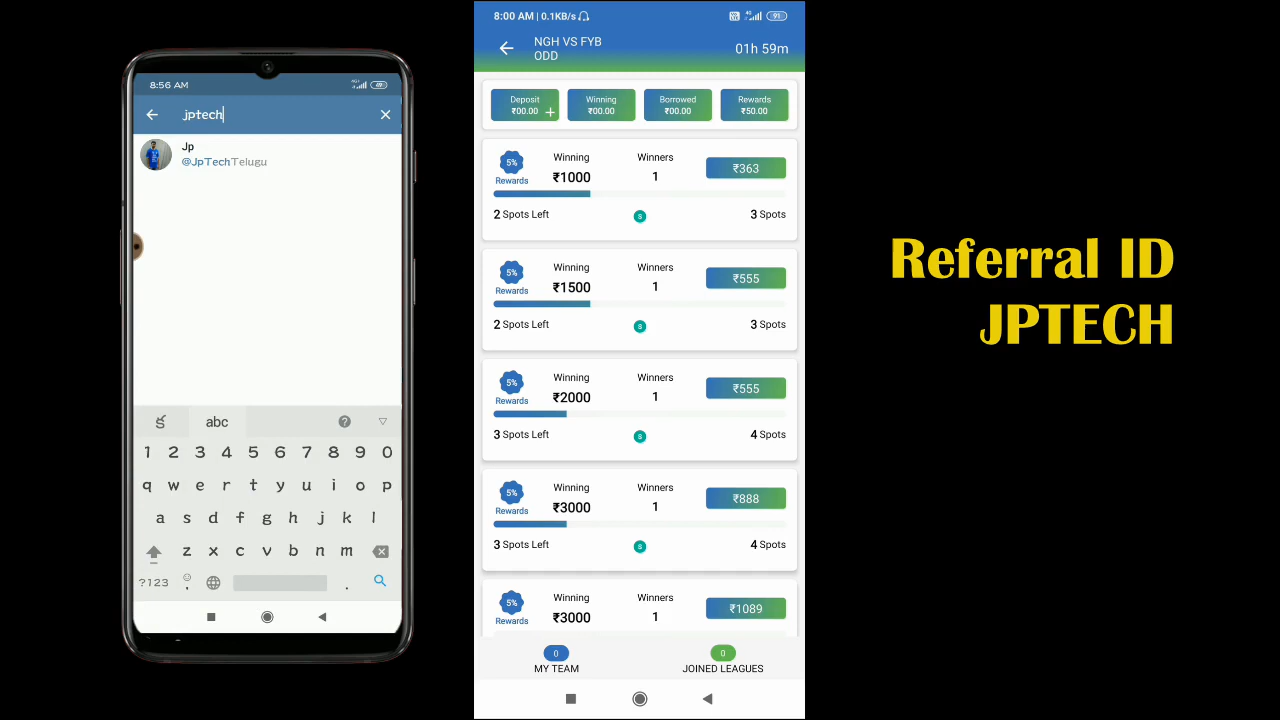 8:56 AM
jptech
Jp
@JpTechTelugu
క abc
1 2 3 4 5 6 7 8 9 0
q w e r t y u i o p
a s d f g h j k l
z x c v b n m
?123 , .
8:00 AM | 0.1KB/s 4G 91
NGH VS FYB
ODD
01h 59m
Deposit Winning Borrowed Rewards
₹00.00 + ₹00.00 ₹00.00 ₹50.00
5% Winning Winners ₹363
Rewards ₹1000 1
2 Spots Left S 3 Spots
5% Winning Winners ₹555
Rewards ₹1500 1
2 Spots Left S 3 Spots
5% Winning Winners ₹555
Rewards ₹2000 1
3 Spots Left S 4 Spots
5% Winning Winners ₹888
Rewards ₹3000 1
3 Spots Left S 4 Spots
5% Winning Winners ₹1089
Rewards ₹3000 1
0 0
MY TEAM JOINED LEAGUES
Referral ID
JPTECH